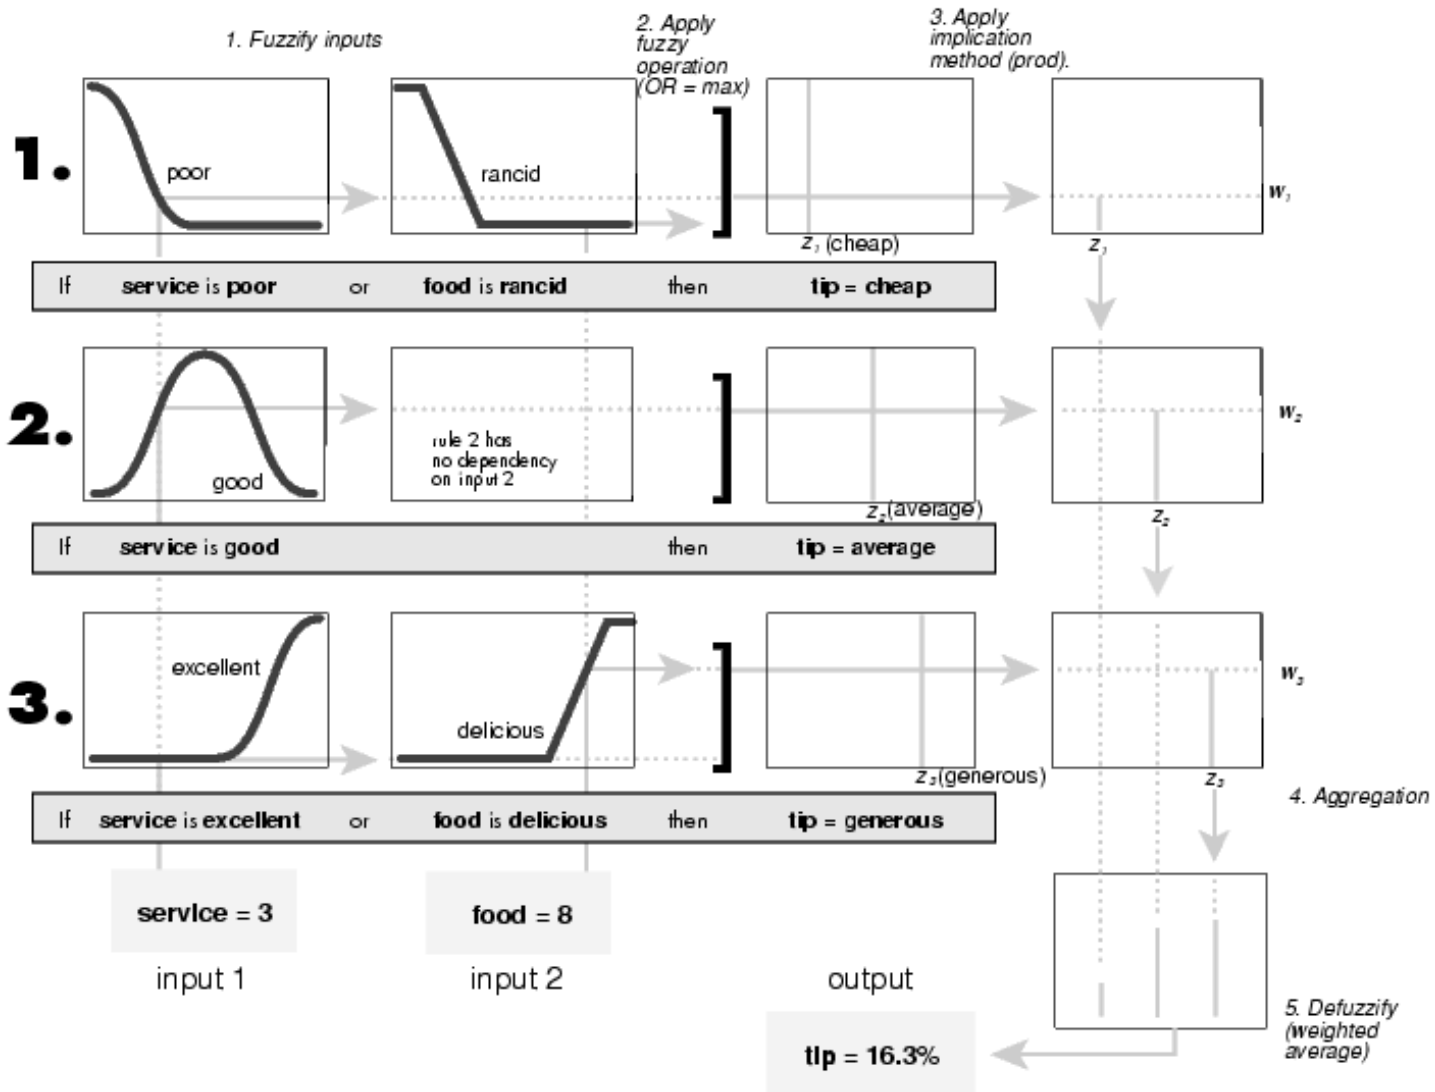 1. Fuzzify inputs
2. Apply
fuzzy
operation
(OR = max)
3. Apply
implication
method (prod).
1.
poor
rancid
z1 (cheap)
w1
z1
If service is poor or food is rancid then tip = cheap
2.
good
rule 2 has
no dependency
on input 2
z2 (average)
w2
z2
If service is good then tip = average
3.
excellent
delicious
z3 (generous)
w3
z3
4. Aggregation
If service is excellent or food is delicious then tip = generous
service = 3
food = 8
input 1
input 2
output
5. Defuzzify
(weighted
average)
tip = 16.3%